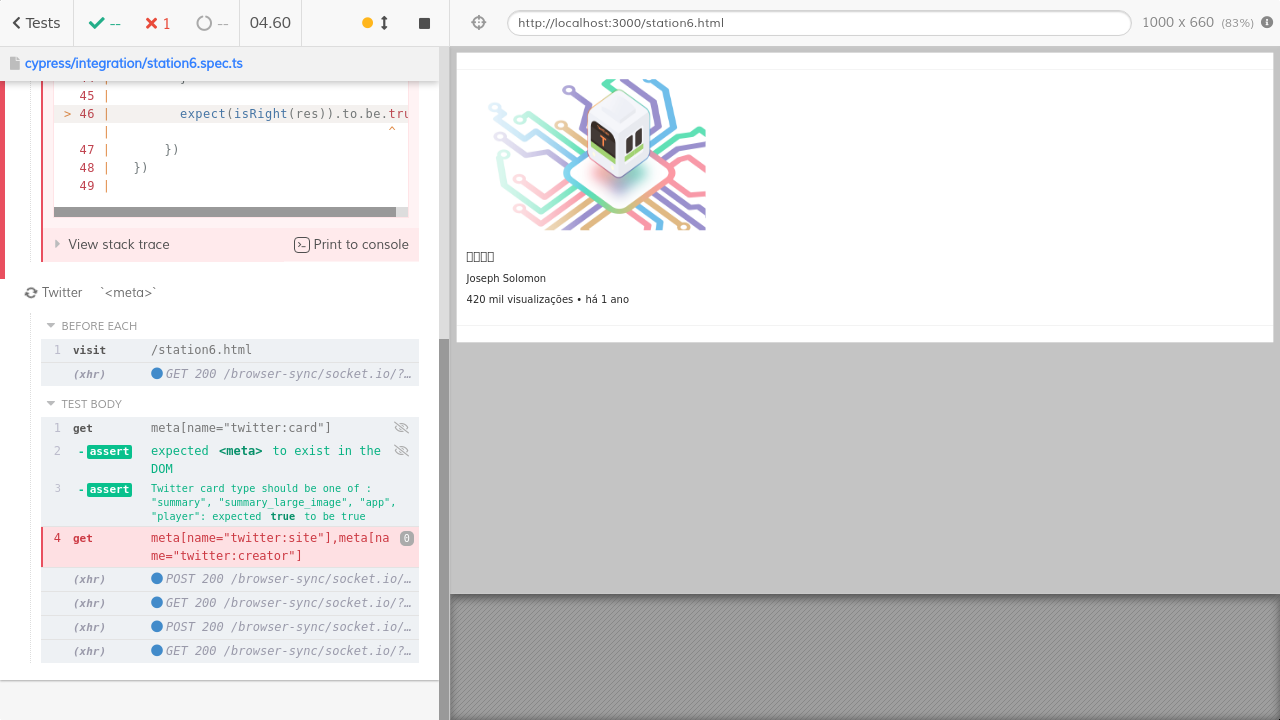 Tests
--
1
--
04.60
http://localhost:3000/station6.html
1000 x 660 (83%)
cypress/integration/station6.spec.ts
45 |
> 46 | expect(isRight(res)).to.be.tru
| ^
47 | })
48 | })
49 |
View stack trace
Print to console
Twitter `<meta>`
BEFORE EACH
1 visit /station6.html
(xhr) GET 200 /browser-sync/socket.io/?…
TEST BODY
1 get meta[name="twitter:card"]
2 -assert expected <meta> to exist in the
DOM
3 -assert Twitter card type should be one of :
"summary", "summary_large_image", "app",
"player": expected true to be true
4 get meta[name="twitter:site"],meta[na
me="twitter:creator"]
0
(xhr) POST 200 /browser-sync/socket.io/…
(xhr) GET 200 /browser-sync/socket.io/?…
(xhr) POST 200 /browser-sync/socket.io/…
(xhr) GET 200 /browser-sync/socket.io/?…
Joseph Solomon
420 mil visualizações • há 1 ano